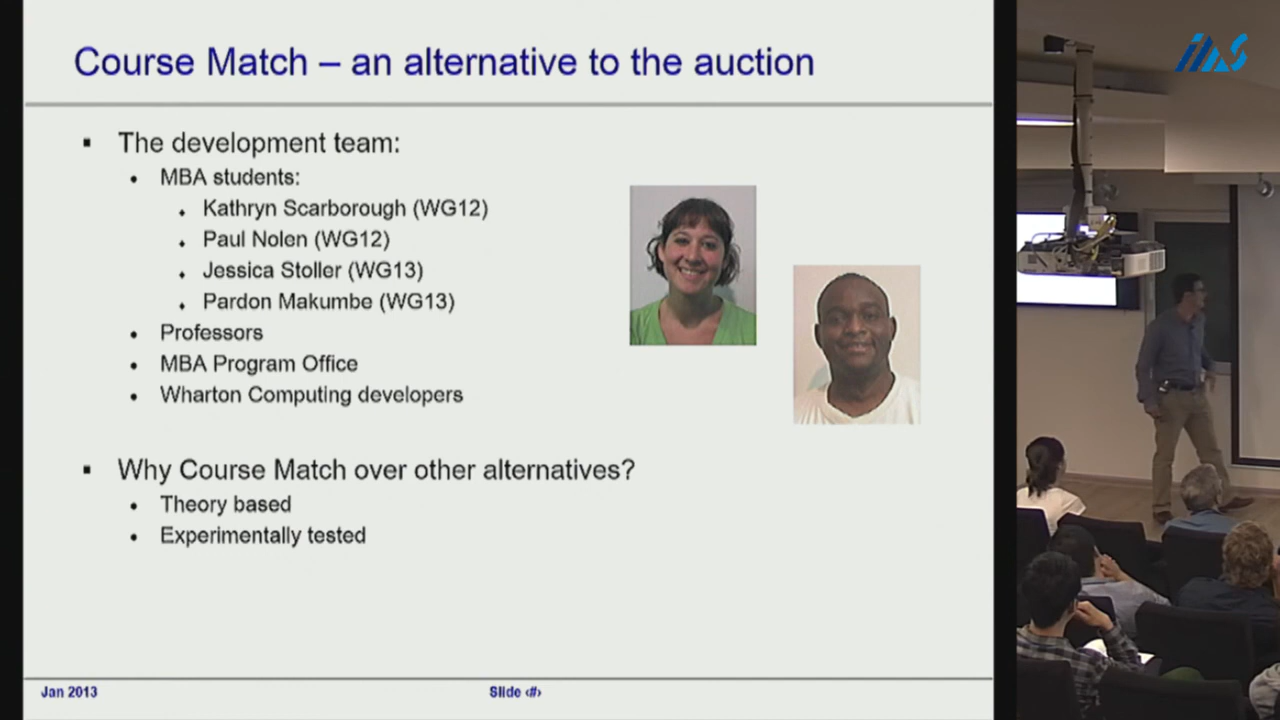 Course Match – an alternative to the auction
▪ The development team:
• MBA students:
⬧ Kathryn Scarborough (WG12)
⬧ Paul Nolen (WG12)
⬧ Jessica Stoller (WG13)
⬧ Pardon Makumbe (WG13)
• Professors
• MBA Program Office
• Wharton Computing developers
▪ Why Course Match over other alternatives?
• Theory based
• Experimentally tested
Jan 2013
Slide ‹#›